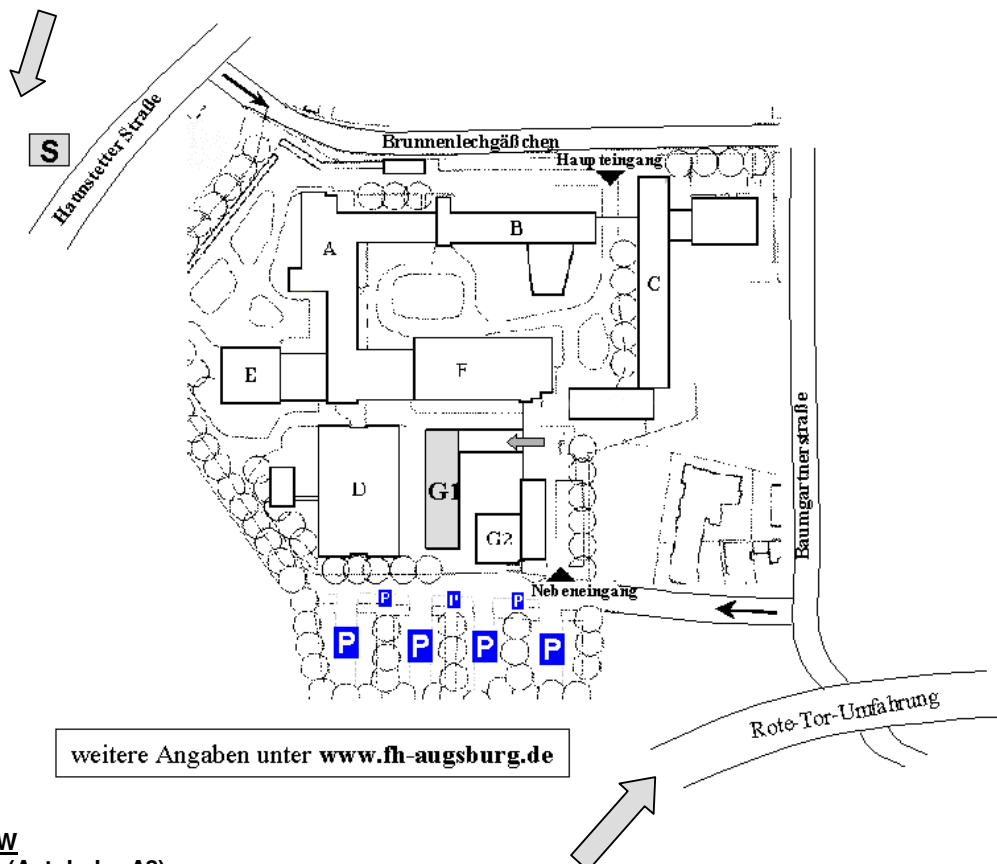 S
Haunstetter Straße
Brunnenlechgäßchen
Haupteingang
A
B
C
E
F
D
G1
G2
Baumgartnerstraße
Nebeneingang
P
P
P
P
P
P
Rote-Tor-Umfahrung
weitere Angaben unter www.fh-augsburg.de
W